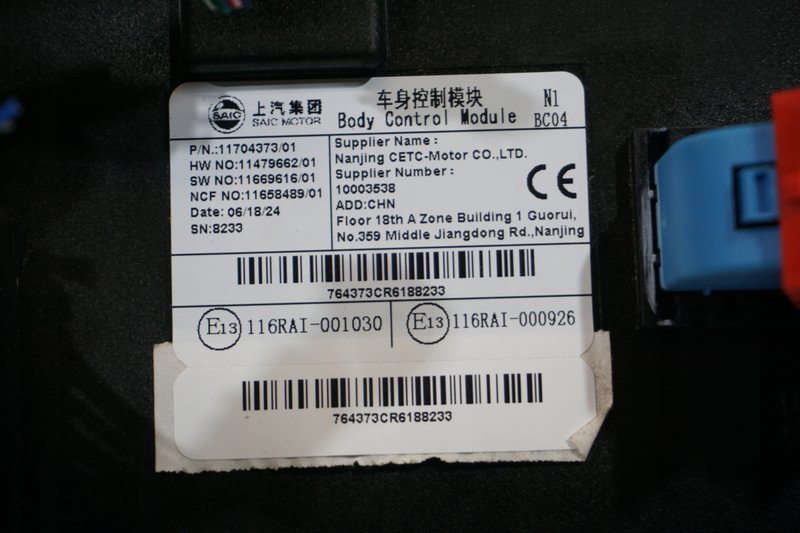 SAIC
上汽集团
SAIC MOTOR
车身控制模块
Body Control Module
N1
BC04
P/N.:11704373/01
HW NO:11479662/01
SW NO:11669616/01
NCF NO:11658489/01
Date: 06/18/24
SN:8233
Supplier Name :
Nanjing CETC-Motor CO.,LTD.
Supplier Number :
10003538
ADD:CHN
Floor 18th A Zone Building 1 Guorui,
No.359 Middle Jiangdong Rd.,Nanjing
CE
764373CR6188233
E13 116RAI-001030
E13 116RAI-000926
764373CR6188233